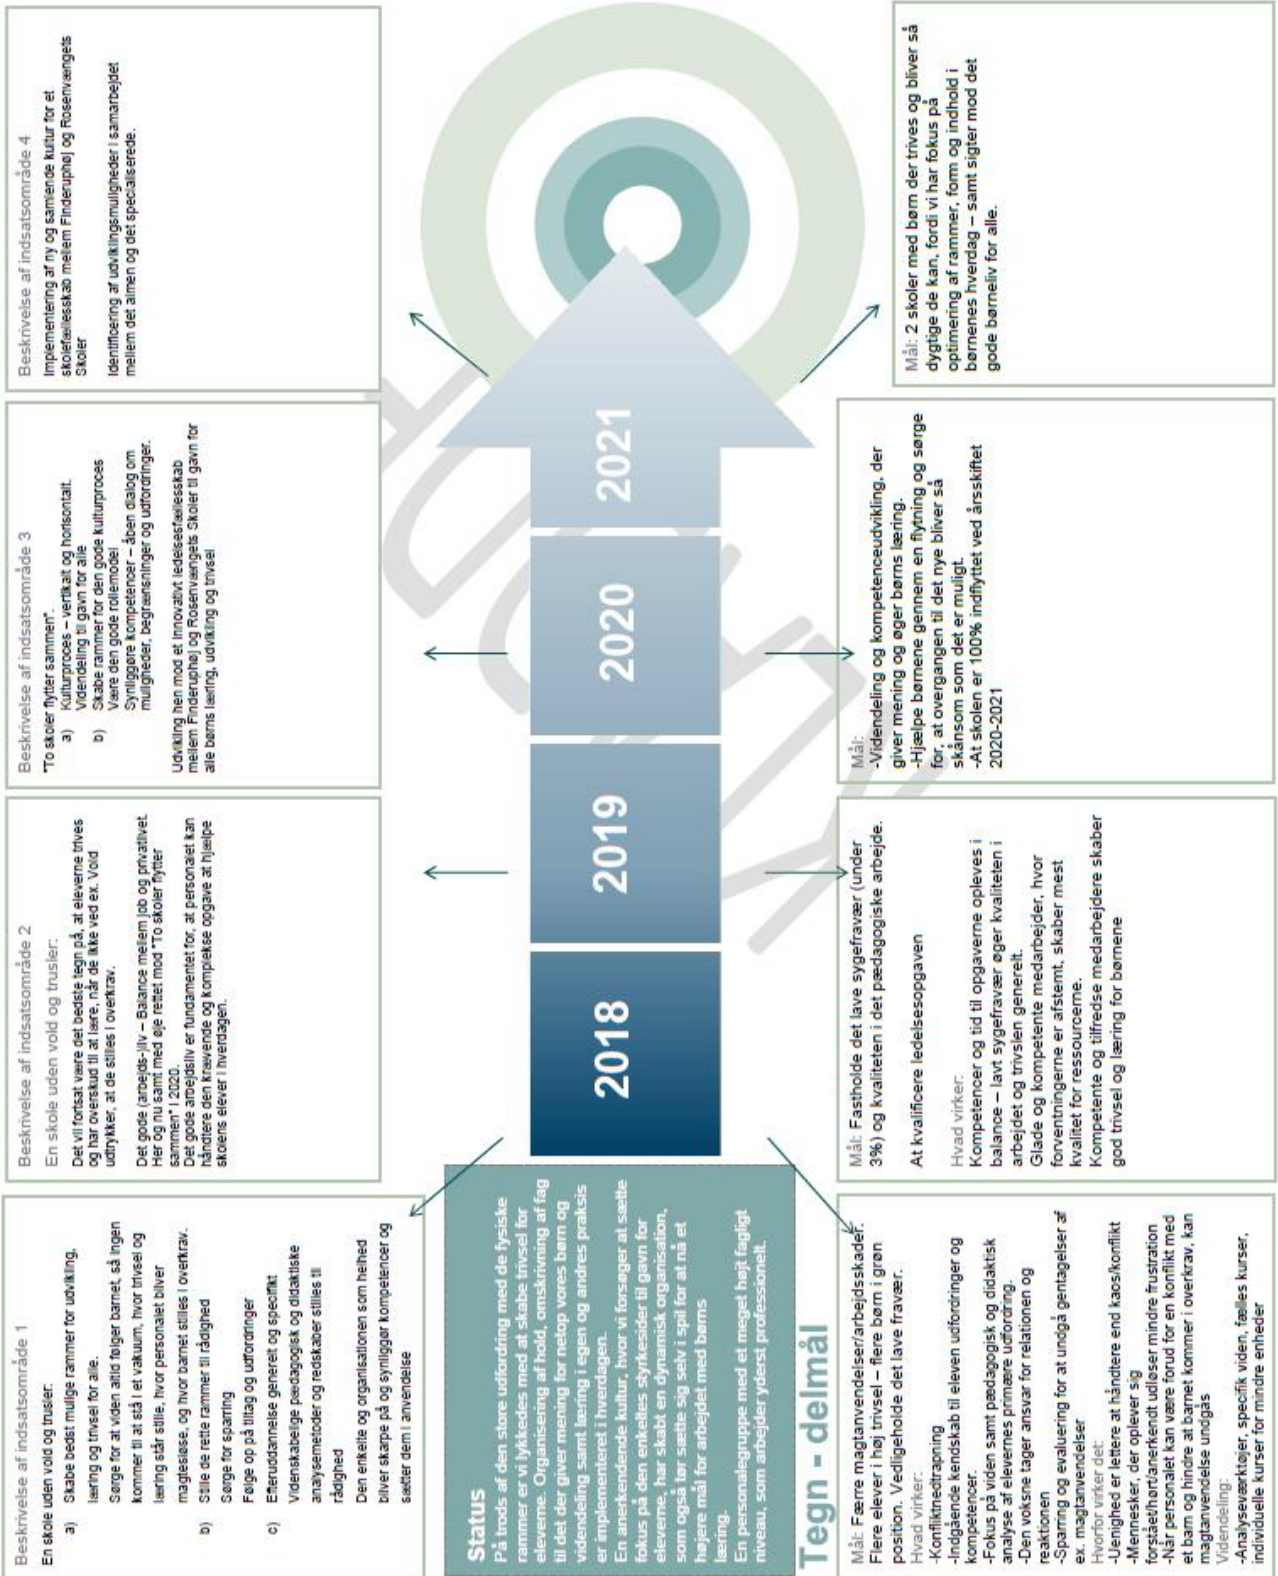 Beskrivelse af indsatsområde 1
En skole uden vold og trusler:
a) Skabe bedst mulige rammer for udvikling,
læring og trivsel for alle.
Sørge for at viden altid følger barnet, så ingen
kommer til at stå i et vakuum, hvor trivsel og
læring står stille, hvor personalet bliver
magtesløse, og hvor barnet stilles i overkrav.
b) Stille de rette rammer til rådighed
Sørge for sparring
Følge op på tiltag og udfordringer
c) Efteruddannelse generelt og specifikt
Videnskabelige pædagogisk og didaktiske
analysemetoder og redskaber stilles til
rådighed
Den enkelte og organisationen som helhed
bliver skarpe på og synliggør kompetencer og
sætter dem i anvendelse
Beskrivelse af indsatsområde 2
En skole uden vold og trusler:
Det vil fortsat være det bedste tegn på, at eleverne trives
og har overskud til at lære, når de ikke ved ex. Vold
udtrykker, at de stilles i overkrav.
Det gode (arbejds-)liv – Balance mellem job og privatlivet.
Her og nu samt med øje rettet mod "To skoler flytter
sammen" i 2020.
Det gode arbejdsliv er fundamentet for, at personalet kan
håndtere den krævende og komplekse opgave at hjælpe
skolens elever i hverdagen.
Beskrivelse af indsatsområde 3
"To skoler flytter sammen".
a) Kulturproces – vertikalt og horisontalt.
Videndeling til gavn for alle
b) Skabe rammer for den gode kulturproces
Være den gode rollemodel
Synliggøre kompetencer – åben dialog om
muligheder, begrænsninger og udfordringer.
Udvikling hen mod et innovativt ledelsesfællesskab
mellem Finderuphøj og Rosenvængets Skoler til gavn for
alle børns læring, udvikling og trivsel
Beskrivelse af indsatsområde 4
Implementering af ny og samlende kultur for et
skolefællesskab mellem Finderuphøj og Rosenvængets
Skoler
Identificering af udviklingsmuligheder i samarbejdet
mellem det almen og det specialiserede.
Status
På trods af den store udfordring med de fysiske
rammer er vi lykkedes med at skabe trivsel for
eleverne. Organisering af hold, omskrivning af fag
til det der giver mening for netop vores børn og
videndeling læring i egen og andres praksis
er implementeret i hverdagen.
En anerkendende kultur, hvor vi forsøger at sætte
fokus på den enkeltes styrkesider til gavn for
eleverne, har skabt en dynamisk organisation,
som også tør sætte sig selv i spil for at nå et
højere mål for arbejdet med børns
læring.
En personalegruppe med et meget højt fagligt
niveau, som arbejder yderst professionelt.
2018
2019
2020
2021
Tegn - delmål
Mål: Færre magtanvendelser/arbejdsskader.
Flere elever i høj trivsel – flere børn i grøn
position. Vedligeholde det lave fravær.
Hvad virker:
-Konfliktnedtrapning
-Indgående kendskab til eleven udfordringer og
kompetencer.
-Fokus på viden samt pædagogisk og didaktisk
analyse af elevernes primære udfordring.
-Den voksne tager ansvar for relationen og
reaktionen
-Sparring og evaluering for at undgå gentagelser af
ex. magtanvendelser
Hvorfor virker det:
-Uenighed er lettere at håndtere end kaos/konflikt
-Mennesker, der oplever sig
forstået/hørt/anerkendt udløser mindre frustration
-Når personalet kan være forud for en konflikt med
et barn og hindre at barnet kommer i overkrav, kan
magtanvendelse undgås
Videndeling:
-Analyseværktøjer, specifik viden, fælles kurser,
individuelle kurser for mindre enheder
Mål: Fastholde det lave sygefravær (under
3%) og kvaliteten i det pædagogiske arbejde.
At kvalificere ledelsesopgaven
Hvad virker:
Kompetencer og tid til opgaverne opleves i
balance – lavt sygefravær øger kvaliteten i
arbejdet og trivslen generelt.
Glade og kompetente medarbejder, hvor
forventningerne er afstemt, skaber mest
kvalitet for ressourcerne.
Kompetente og tilfredse medarbejdere skaber
god trivsel og læring for børnene
Mål:
-Videndeling og kompetenceudvikling, der
giver mening og øger børns læring.
-Hjælpe børnene gennem en flytning og sørge
for, at overgangen til det nye bliver så
skånsom som det er muligt.
-At skolen er 100% indflyttet ved årsskiftet
2020-2021
Mål: 2 skoler med børn der trives og bliver så
dygtige de kan, fordi vi har fokus på
optimering af rammer, form og indhold i
børnenes hverdag – samt sigter mod det
gode børneliv for alle.